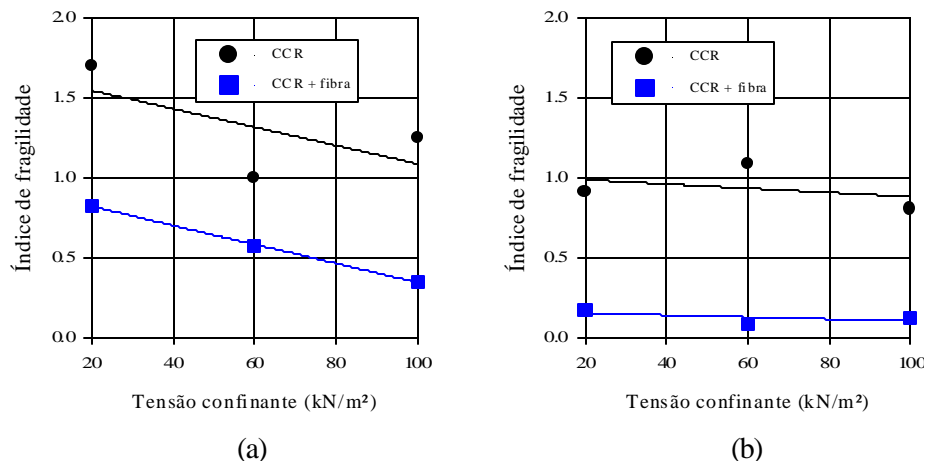 2.0
1.5
1.0
0.5
0.0
Índice de fragilidade
CCR
CCR + fibra
20 40 60 80 100
Tensão confinante (kN/m²)
(a)
2.0
1.5
1.0
0.5
0.0
Índice de fragilidade
CCR
CCR + fibra
20 40 60 80 100
Tensão confinante (kN/m²)
(b)